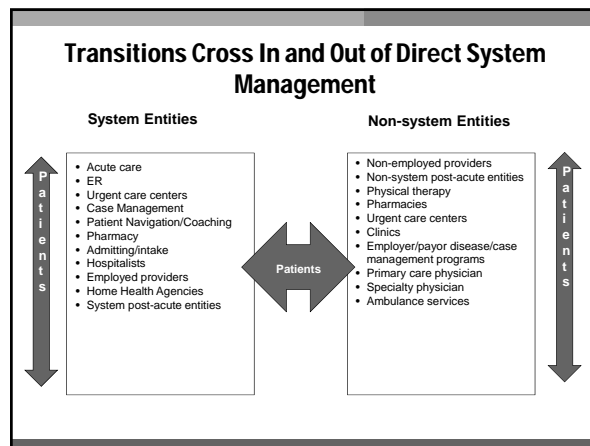 Transitions Cross In and Out of Direct System
Management
System Entities
Non-system Entities
Patients
• Acute care
• ER
• Urgent care centers
• Case Management
• Patient Navigation/Coaching
• Pharmacy
• Admitting/intake
• Hospitalists
• Employed providers
• Home Health Agencies
• System post-acute entities
Patients
• Non-employed providers
• Non-system post-acute entities
• Physical therapy
• Pharmacies
• Urgent care centers
• Clinics
• Employer/payor disease/case
management programs
• Primary care physician
• Specialty physician
• Ambulance services
Patients